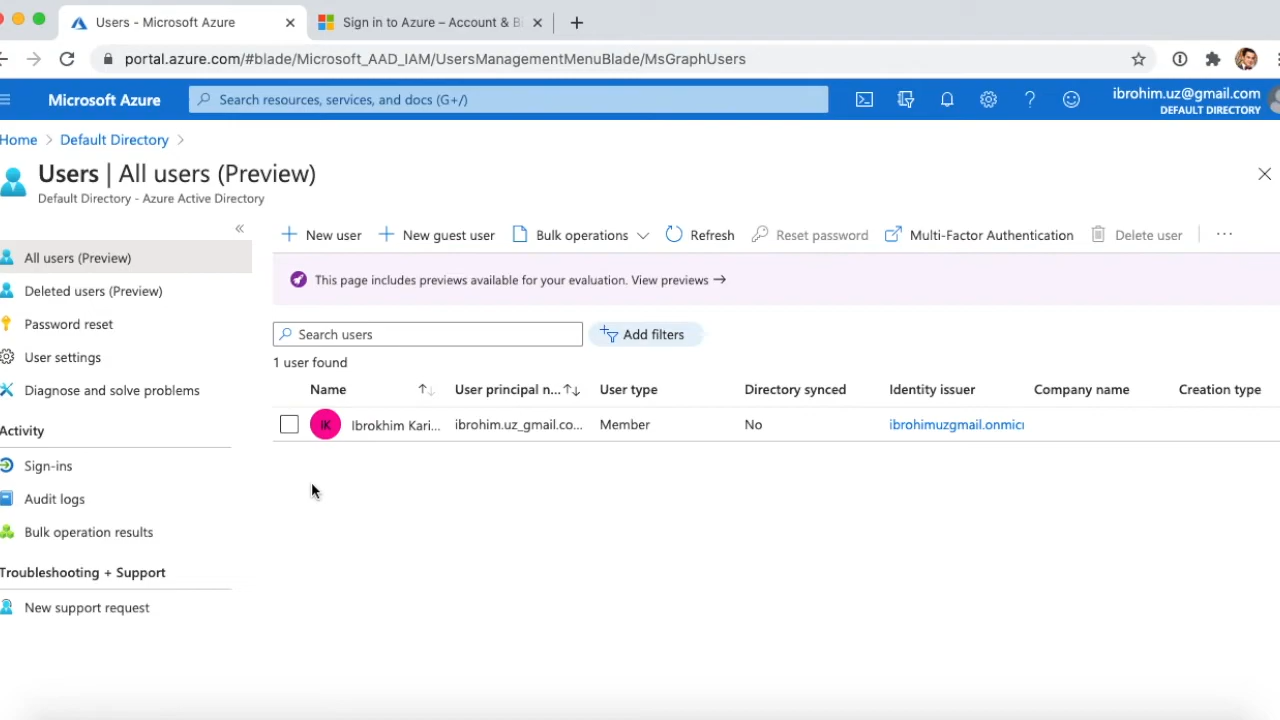 Users - Microsoft Azure
Sign in to Azure – Account & Bi
portal.azure.com/#blade/Microsoft_AAD_IAM/UsersManagementMenuBlade/MsGraphUsers
Microsoft Azure
Search resources, services, and docs (G+/)
ibrohim.uz@gmail.com
DEFAULT DIRECTORY
Home > Default Directory >
Users | All users (Preview)
Default Directory - Azure Active Directory
New user New guest user Bulk operations Refresh Reset password Multi-Factor Authentication Delete user ...
All users (Preview)
Deleted users (Preview)
Password reset
User settings
Diagnose and solve problems
Activity
Sign-ins
Audit logs
Bulk operation results
Troubleshooting + Support
New support request
This page includes previews available for your evaluation. View previews →
Search users
Add filters
1 user found
Name User principal n... User type Directory synced Identity issuer Company name Creation type
IK Ibrokhim Kari... ibrohim.uz_gmail.co... Member No ibrohimuzgmail.onmicr